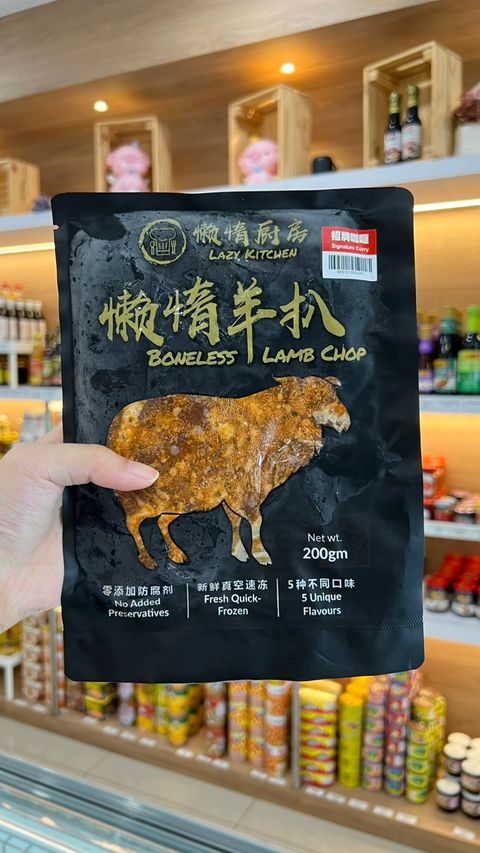 懒惰厨房
LAZY KITCHEN
招牌咖喱
Signature Curry
懒惰羊扒
BONELESS LAMB CHOP
Net wt.
200gm
零添加防腐剂
No Added
Preservatives
新鲜真空速冻
Fresh Quick-
Frozen
5种不同口味
5 Unique
Flavours